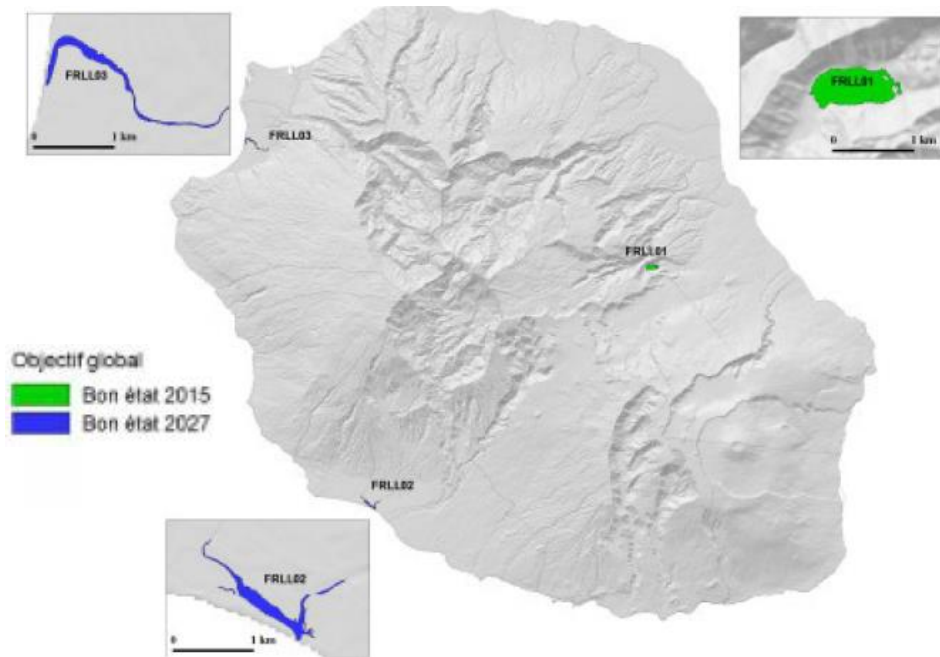 FRLL03
0 1 km
FRLL01
0 1 km
FRLL03
FRLL01
Objectif global
Bon état 2015
Bon état 2027
FRLL02
FRLL02
0 1 km